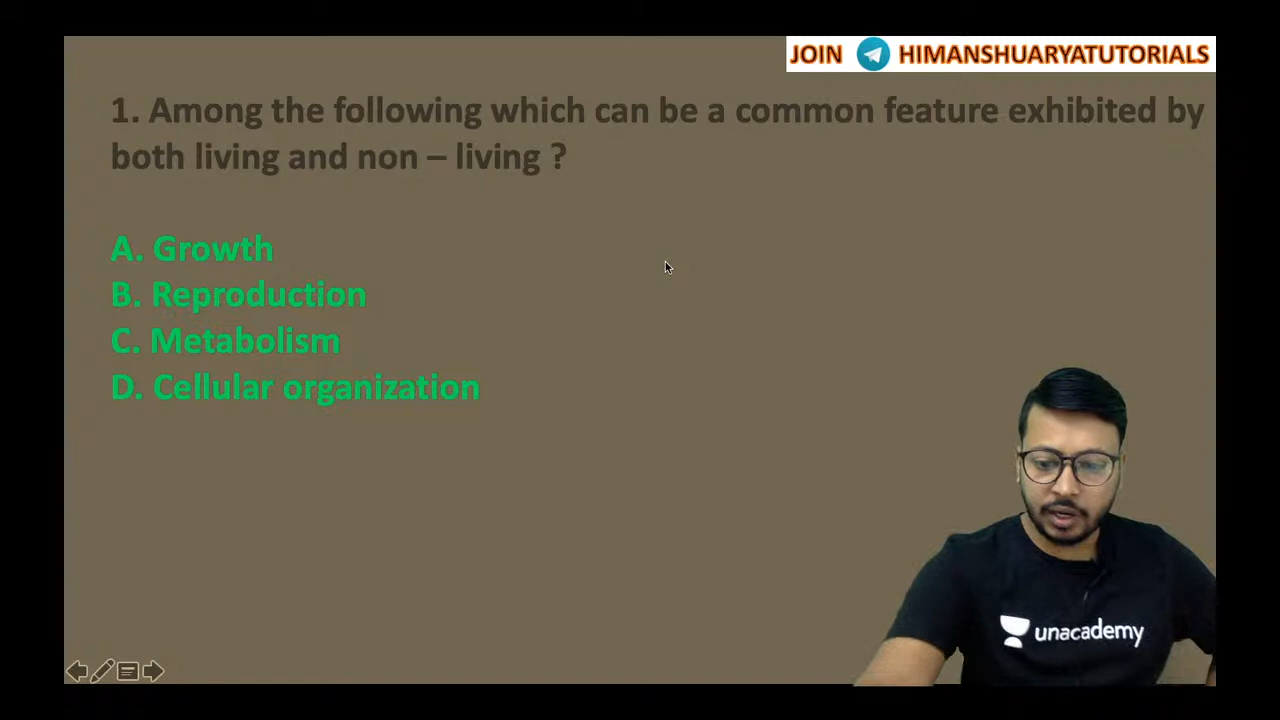 JOIN HIMANSHUARYATUTORIALS
1. Among the following which can be a common feature exhibited by
both living and non – living ?
A. Growth
B. Reproduction
C. Metabolism
D. Cellular organization
unacademy